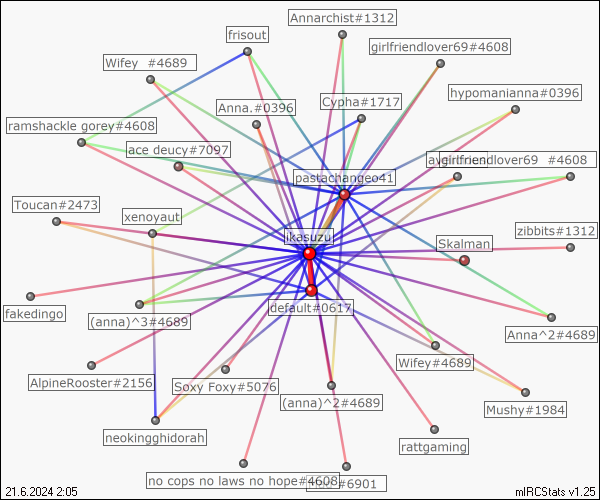 Annarchist#1312
frisout
girlfriendlover69#4608
Wifey #4689
hypomanianna#0396
Cypha#1717
Anna.#0396
ramshackle gorey#4608
ace deucy#7097
girlfriendlover69 #4608
pastachangeo41
Toucan#2473
xenoyaut
zibbits#1312
ikasuzu
Skalman
fakedingo
(anna)^3#4689
default#0617
Anna^2#4689
Wifey#4689
AlpineRooster#2156
Soxy Foxy#5076
(anna)^2#4689
Mushy#1984
neokingghidorah
rattgaming
no cops no laws no hope#4608
#6901
21.6.2024 2:05
mIRCStats v1.25